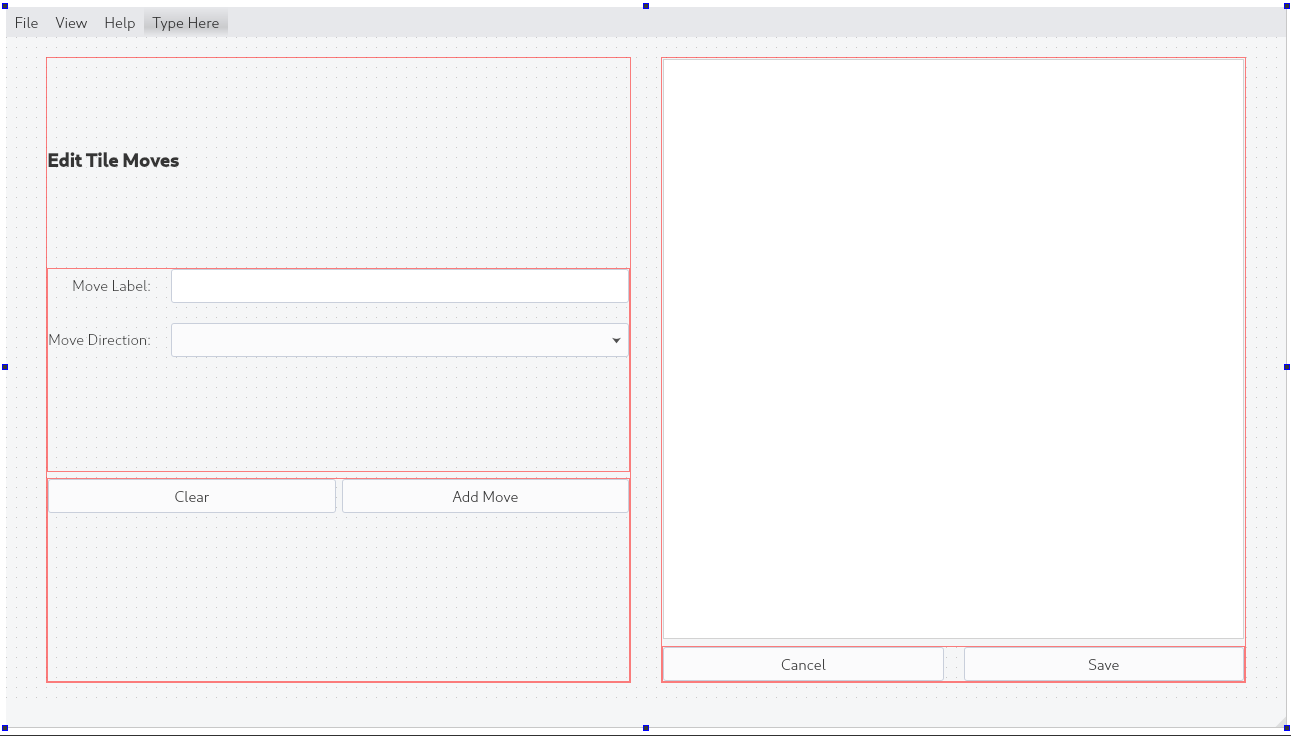 File View Help Type Here
Edit Tile Moves
Move Label:
Move Direction:
Clear Add Move
Cancel Save